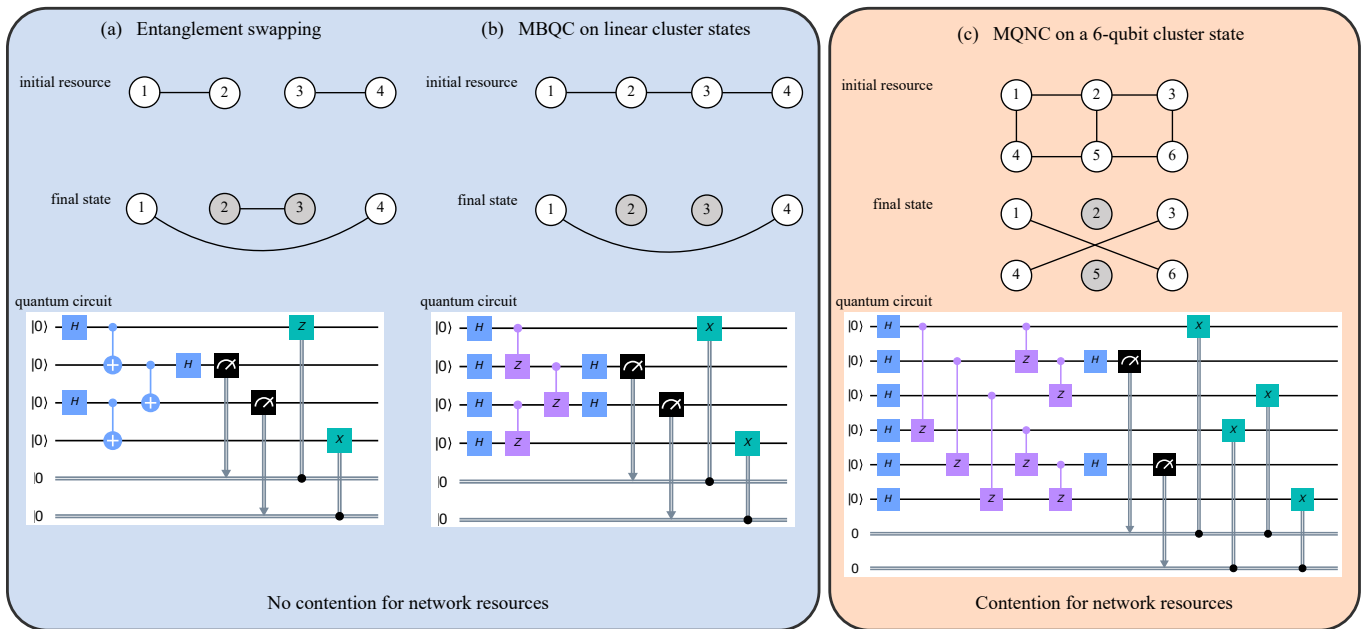 (a) Entanglement swapping
initial resource
1 2 3 4
final state
1 2 3 4
quantum circuit
|0⟩ H Z
|0⟩ H
|0⟩ H
|0⟩ X
|0
|0
(b) MBQC on linear cluster states
initial resource
1 2 3 4
final state
1 2 3 4
quantum circuit
|0⟩ H X
|0⟩ H Z H
|0⟩ H Z H
|0⟩ H Z X
|0
|0
No contention for network resources
(c) MQNC on a 6-qubit cluster state
initial resource
1 2 3
4 5 6
final state
1 2 3
4 5 6
quantum circuit
|0⟩ H X
|0⟩ H Z H
|0⟩ H Z X
|0⟩ H Z X
|0⟩ H Z Z H
|0⟩ H Z Z X
0
0
Contention for network resources